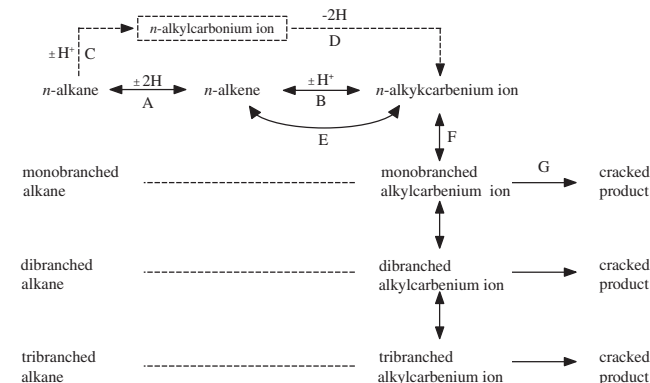 -2H
n-alkylcarbonium ion
D
±H⁺ C
±2H
±H⁺
n-alkane
n-alkene
n-alkykcarbenium ion
A
B
E
F
G
monobranched
alkane
monobranched
alkylcarbenium ion
cracked
product
dibranched
alkane
dibranched
alkylcarbenium ion
cracked
product
tribranched
alkane
tribranched
alkylcarbenium ion
cracked
product